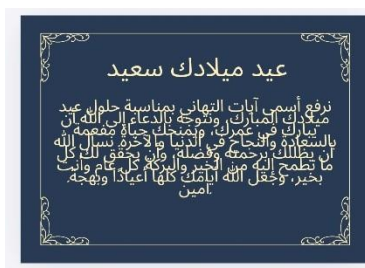 عيد ميلادك سعيد
نرفع أسمى آيات التهاني بمناسبة حلول عيد
ميلادك المبارك، ونتوجه بالدعاء إلى الله أن
يبارك في عمرك، ويمنحك حياة مفعمة
بالسعادة والنجاح في الدنيا والآخرة. نسأل الله
أن يظللك برحمته وفضله، وأن يحقق لك كل
ما تطمح إليه من الخير والبركة. كل عام وأنت
بخير، وجعل الله أيامك كلها أعيادًا وبهجة.
آمين.